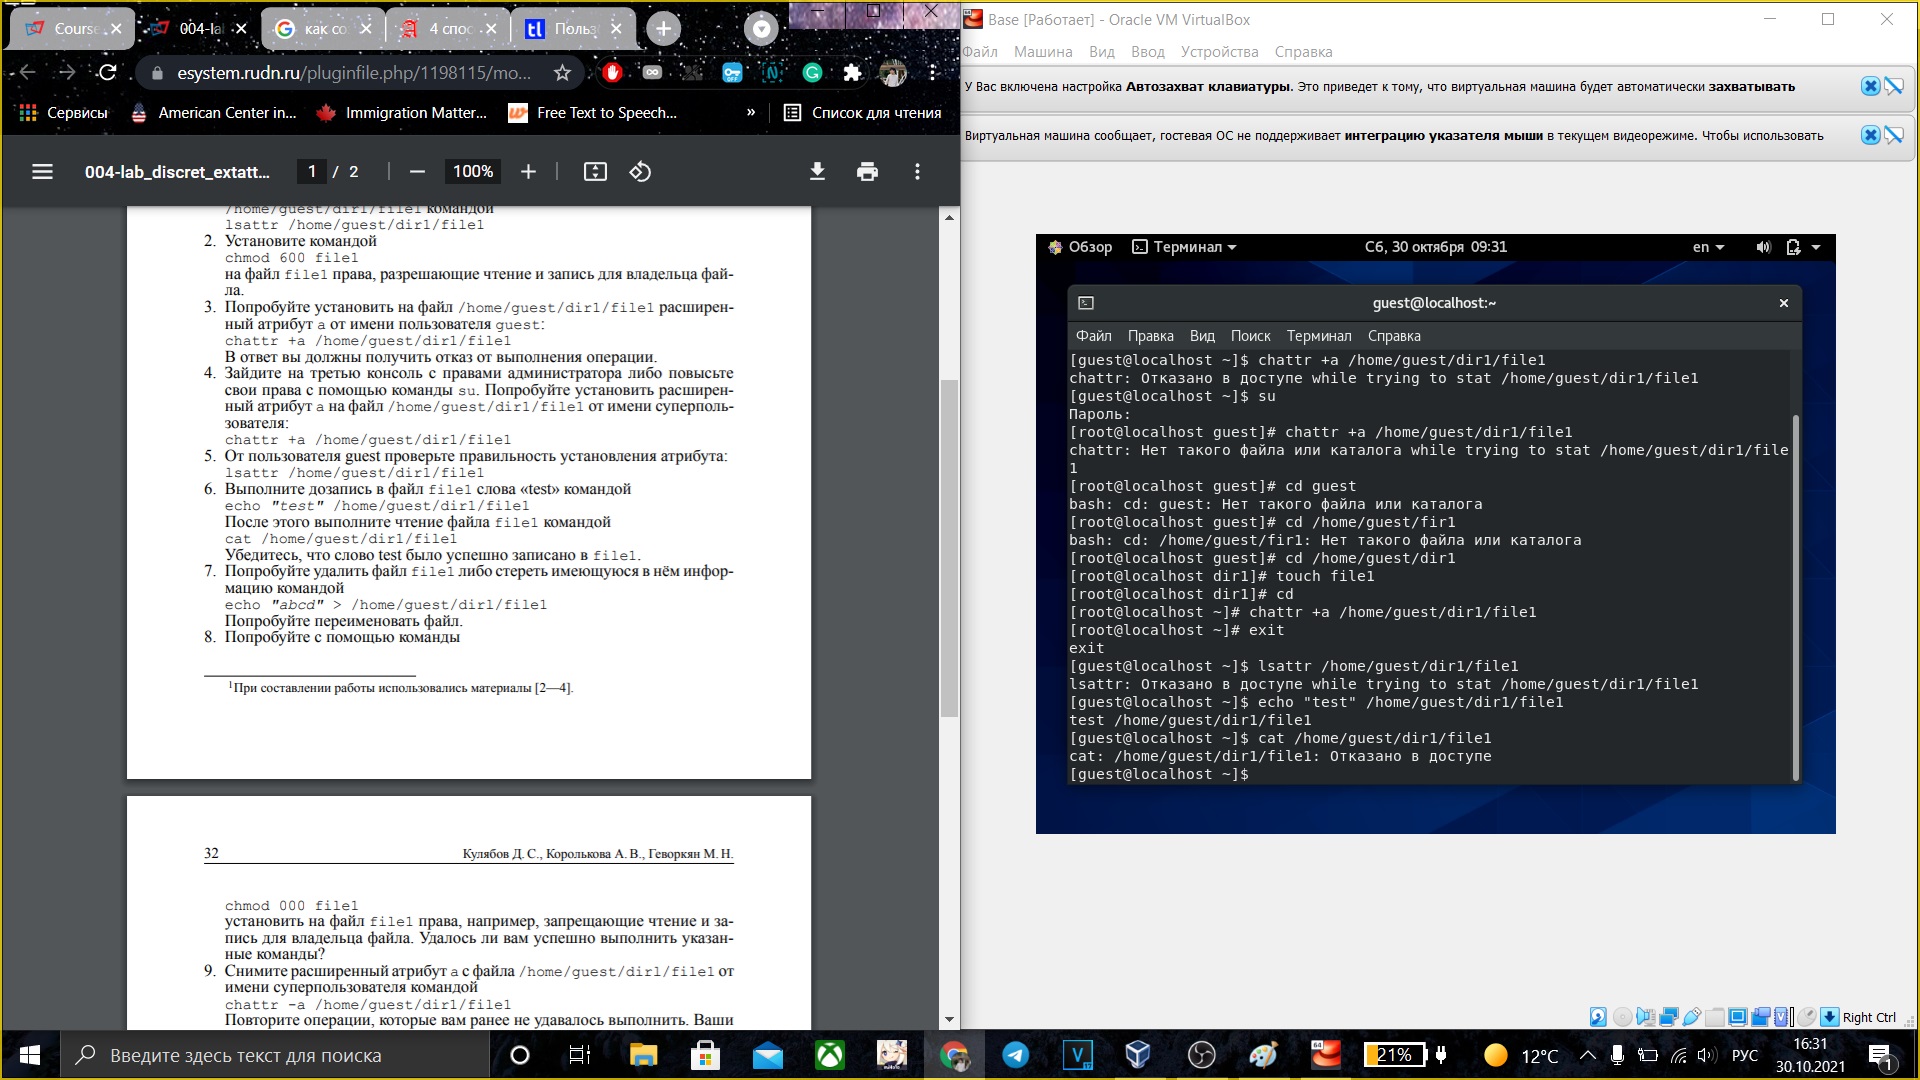 Course
004-la
как со
4 спос
Польз
esystem.rudn.ru/pluginfile.php/1198115/mo...
Сервисы
American Center in...
Immigration Matter...
Free Text to Speech...
»
Список для чтения
004-lab_discret_extatt...
1 / 2
100%
/home/guest/dir1/file1 командой
lsattr /home/guest/dir1/file1
2. Установите командой
chmod 600 file1
на файл file1 права, разрешающие чтение и запись для владельца фай-
ла.
3. Попробуйте установить на файл /home/guest/dir1/file1 расширен-
ный атрибут a от имени пользователя guest:
chattr +a /home/guest/dir1/file1
В ответ вы должны получить отказ от выполнения операции.
4. Зайдите на третью консоль с правами администратора либо повысьте
свои права с помощью команды su. Попробуйте установить расширен-
ный атрибут a на файл /home/guest/dir1/file1 от имени суперполь-
зователя:
chattr +a /home/guest/dir1/file1
5. От пользователя guest проверьте правильность установления атрибута:
lsattr /home/guest/dir1/file1
6. Выполните дозапись в файл file1 слова «test» командой
echo "test" /home/guest/dir1/file1
После этого выполните чтение файла file1 командой
cat /home/guest/dir1/file1
Убедитесь, что слово test было успешно записано в file1.
7. Попробуйте удалить файл file1 либо стереть имеющуюся в нём инфор-
мацию командой
echo "abcd" > /home/guest/dir1/file1
Попробуйте переименовать файл.
8. Попробуйте с помощью команды
1При составлении работы использовались материалы [2—4].
32 Кулябов Д. С., Королькова А. В., Геворкян М. Н.
chmod 000 file1
установить на файл file1 права, например, запрещающие чтение и за-
пись для владельца файла. Удалось ли вам успешно выполнить указан-
ные команды?
9. Снимите расширенный атрибут a с файла /home/guest/dir1/file1 от
имени суперпользователя командой
chattr -a /home/guest/dir1/file1
Повторите операции, которые вам ранее не удавалось выполнить. Ваши
Base [Работает] - Oracle VM VirtualBox
Файл Машина Вид Ввод Устройства Справка
У Вас включена настройка Автозахват клавиатуры. Это приведет к тому, что виртуальная машина будет автоматически захватывать
Виртуальная машина сообщает, гостевая ОС не поддерживает интеграцию указателя мыши в текущем видеорежиме. Чтобы использовать
Обзор Терминал Сб, 30 октября 09:31 en
guest@localhost:~
Файл Правка Вид Поиск Терминал Справка
[guest@localhost ~]$ chattr +a /home/guest/dir1/file1
chattr: Отказано в доступе while trying to stat /home/guest/dir1/file1
[guest@localhost ~]$ su
Пароль:
[root@localhost guest]# chattr +a /home/guest/dir1/file1
chattr: Нет такого файла или каталога while trying to stat /home/guest/dir1/file
1
[root@localhost guest]# cd guest
bash: cd: guest: Нет такого файла или каталога
[root@localhost guest]# cd /home/guest/fir1
bash: cd: /home/guest/fir1: Нет такого файла или каталога
[root@localhost guest]# cd /home/guest/dir1
[root@localhost dir1]# touch file1
[root@localhost dir1]# cd
[root@localhost ~]# chattr +a /home/guest/dir1/file1
[root@localhost ~]# exit
exit
[guest@localhost ~]$ lsattr /home/guest/dir1/file1
lsattr: Отказано в доступе while trying to stat /home/guest/dir1/file1
[guest@localhost ~]$ echo "test" /home/guest/dir1/file1
test /home/guest/dir1/file1
[guest@localhost ~]$ cat /home/guest/dir1/file1
cat: /home/guest/dir1/file1: Отказано в доступе
[guest@localhost ~]$
Right Ctrl
Введите здесь текст для поиска
21%
12°C
РУС
16:31
30.10.2021
1